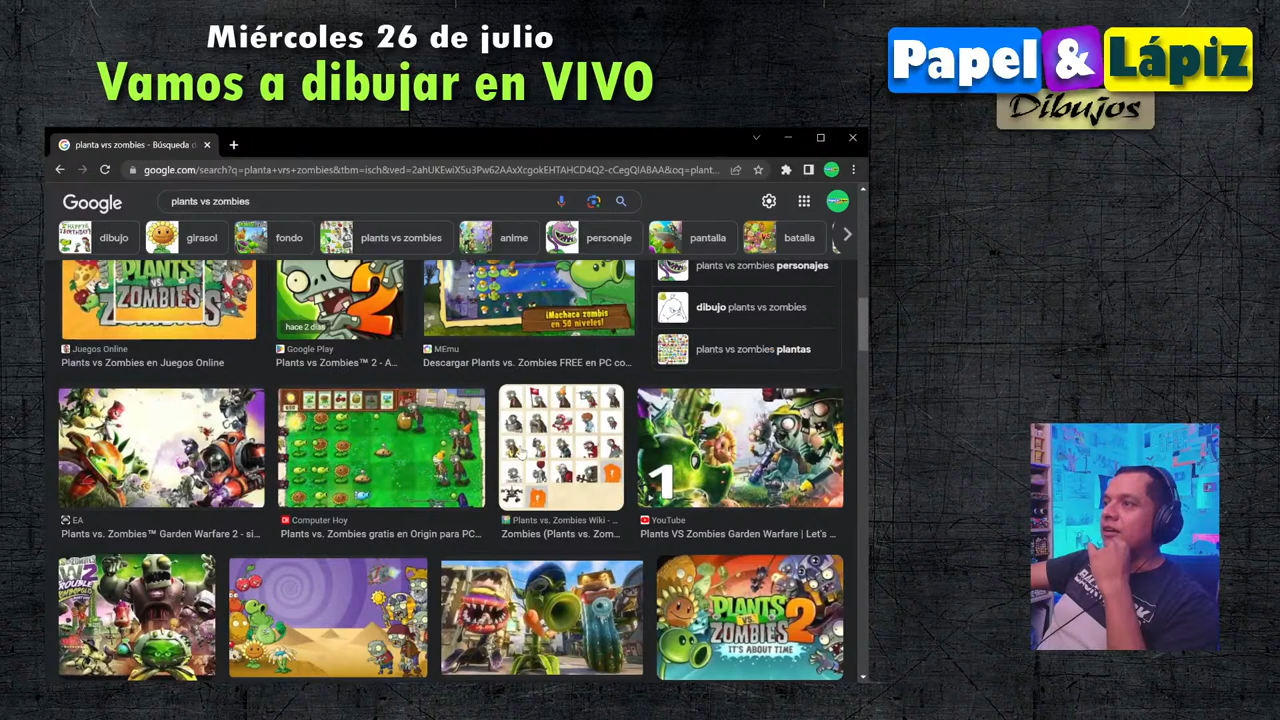 Miércoles 26 de julio
Vamos a dibujar en VIVO
Papel & Lápiz
Dibujos
planta vrs zombies - Búsqueda d
google.com/search?q=planta+vrs+zombies&tbm=isch&ved=2ahUKEwiX5u3Pw62AAxXcgokEHTAHCD4Q2-cCegQIABAA&oq=plant...
Google
plants vs zombies
dibujo
girasol
fondo
plants vs zombies
anime
personaje
pantalla
batalla
PLANTS VS. ZOMBIES
2
hace 2 días
¡Machaca zombis
en 50 niveles!
plants vs zombies personajes
dibujo plants vs zombies
plants vs zombies plantas
Juegos Online
Plants vs Zombies en Juegos Online
Google Play
Plants vs Zombies™ 2 - A...
MEmu
Descargar Plants vs. Zombies FREE en PC co...
1
EA
Plants vs. Zombies™ Garden Warfare 2 - si...
Computer Hoy
Plants vs. Zombies gratis en Origin para PC...
Plants vs. Zombies Wiki - ...
Zombies (Plants vs. Zom...
YouTube
Plants VS Zombies Garden Warfare | Let's ...
PLANTS VS. ZOMBIES 2
IT'S ABOUT TIME